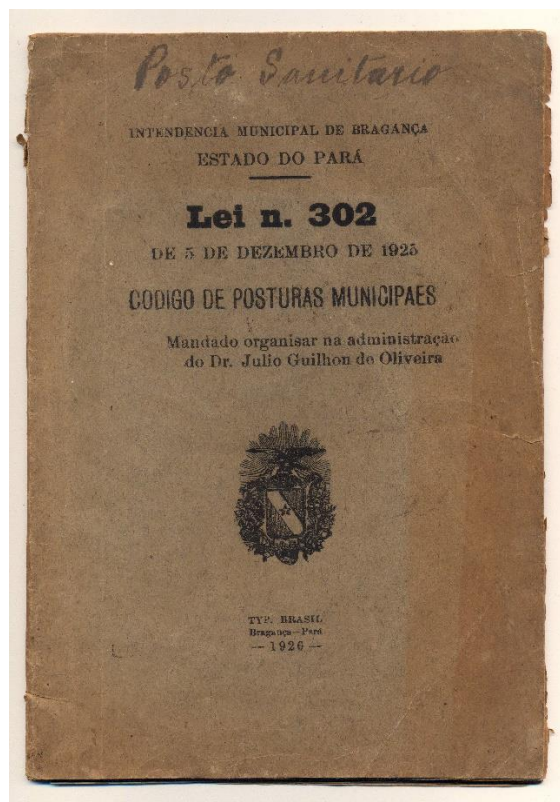 Posto Sanitario
INTENDENCIA MUNICIPAL DE BRAGANÇA
ESTADO DO PARÁ
Lei n. 302
DE 5 DE DEZEMBRO DE 1925
CODIGO DE POSTURAS MUNICIPAES
Mandado organisar na administração
do Dr. Julio Guilhon de Oliveira
TYP. BRASIL
Bragança—Pará
— 1926 —